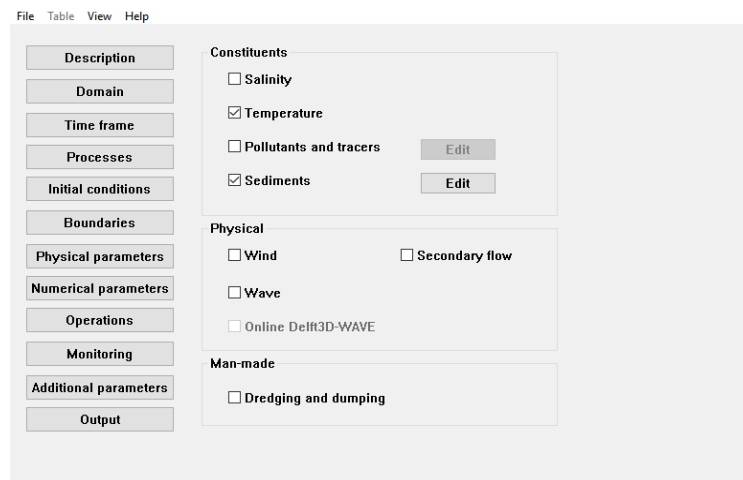 File Table View Help
Description
Domain
Time frame
Processes
Initial conditions
Boundaries
Physical parameters
Numerical parameters
Operations
Monitoring
Additional parameters
Output
Constituents
Salinity
Temperature
Pollutants and tracers Edit
Sediments Edit
Physical
Wind Secondary flow
Wave
Online Delft3D-WAVE
Man-made
Dredging and dumping